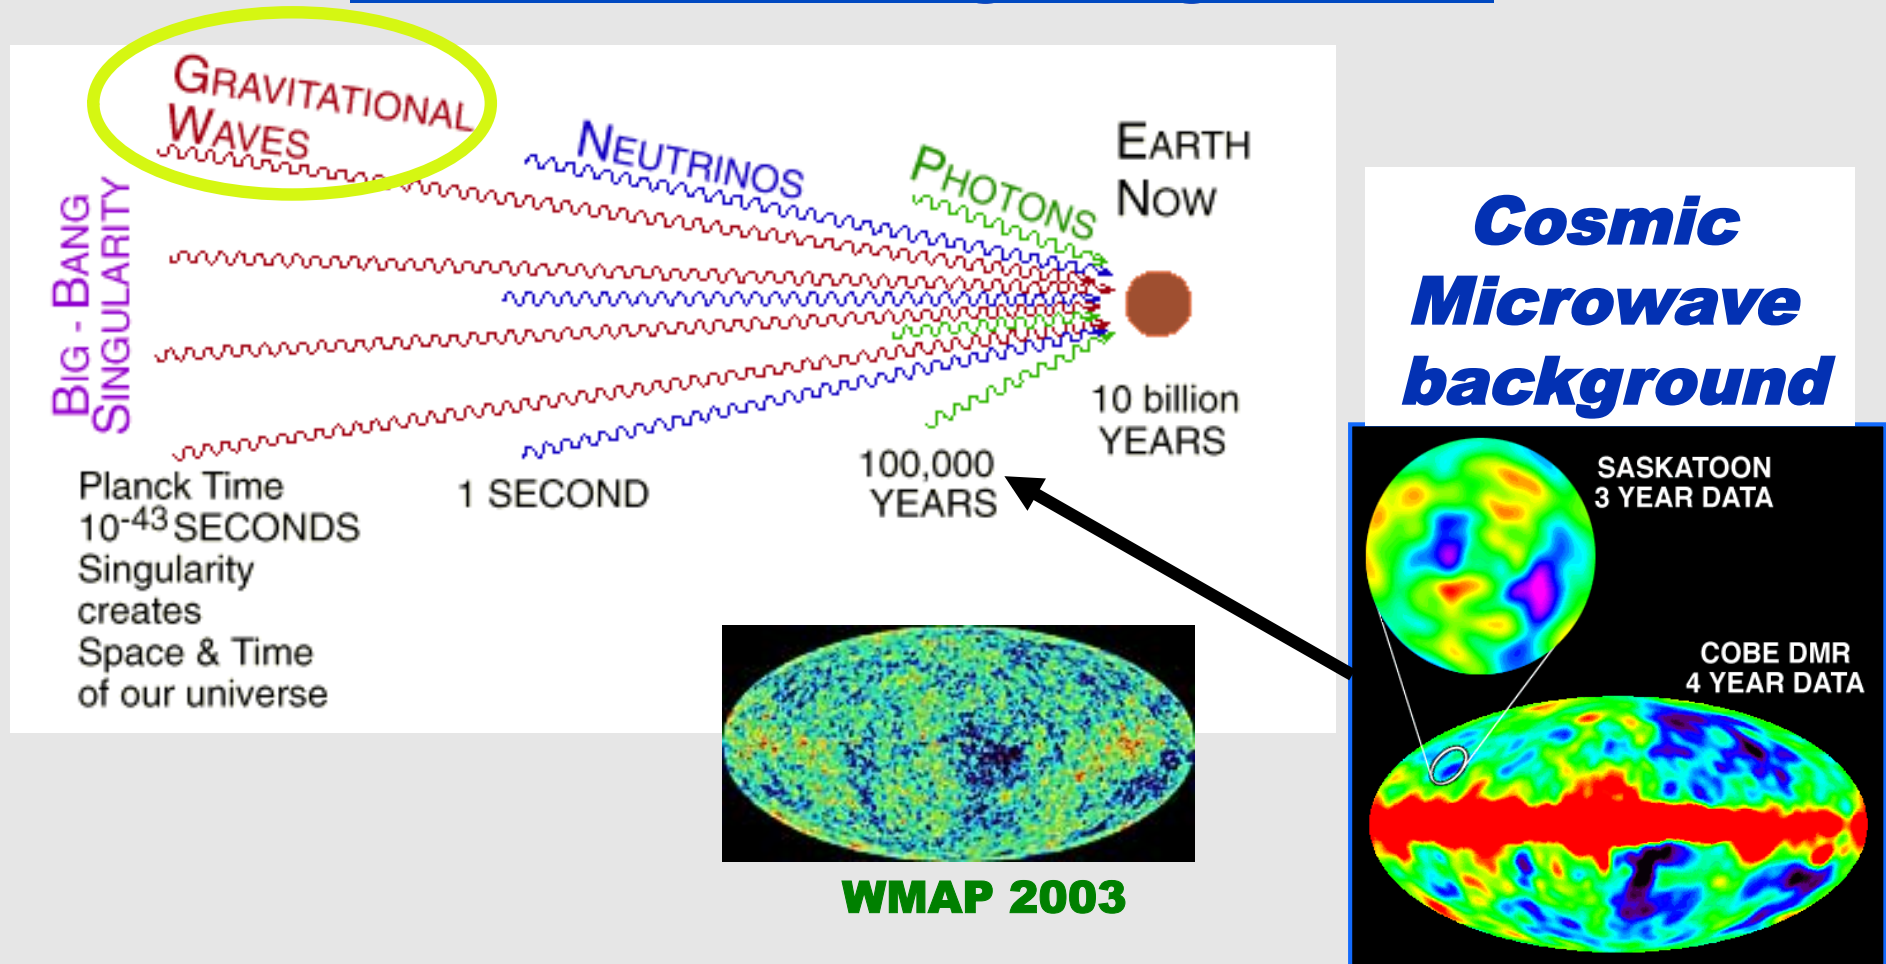 GRAVITATIONAL
WAVES
NEUTRINOS
PHOTONS
EARTH
NOW
BIG - BANG
SINGULARITY
10 billion
YEARS
100,000
YEARS
1 SECOND
Planck Time
10-43 SECONDS
Singularity
creates
Space & Time
of our universe
WMAP 2003
Cosmic
Microwave
background
SASKATOON
3 YEAR DATA
COBE DMR
4 YEAR DATA